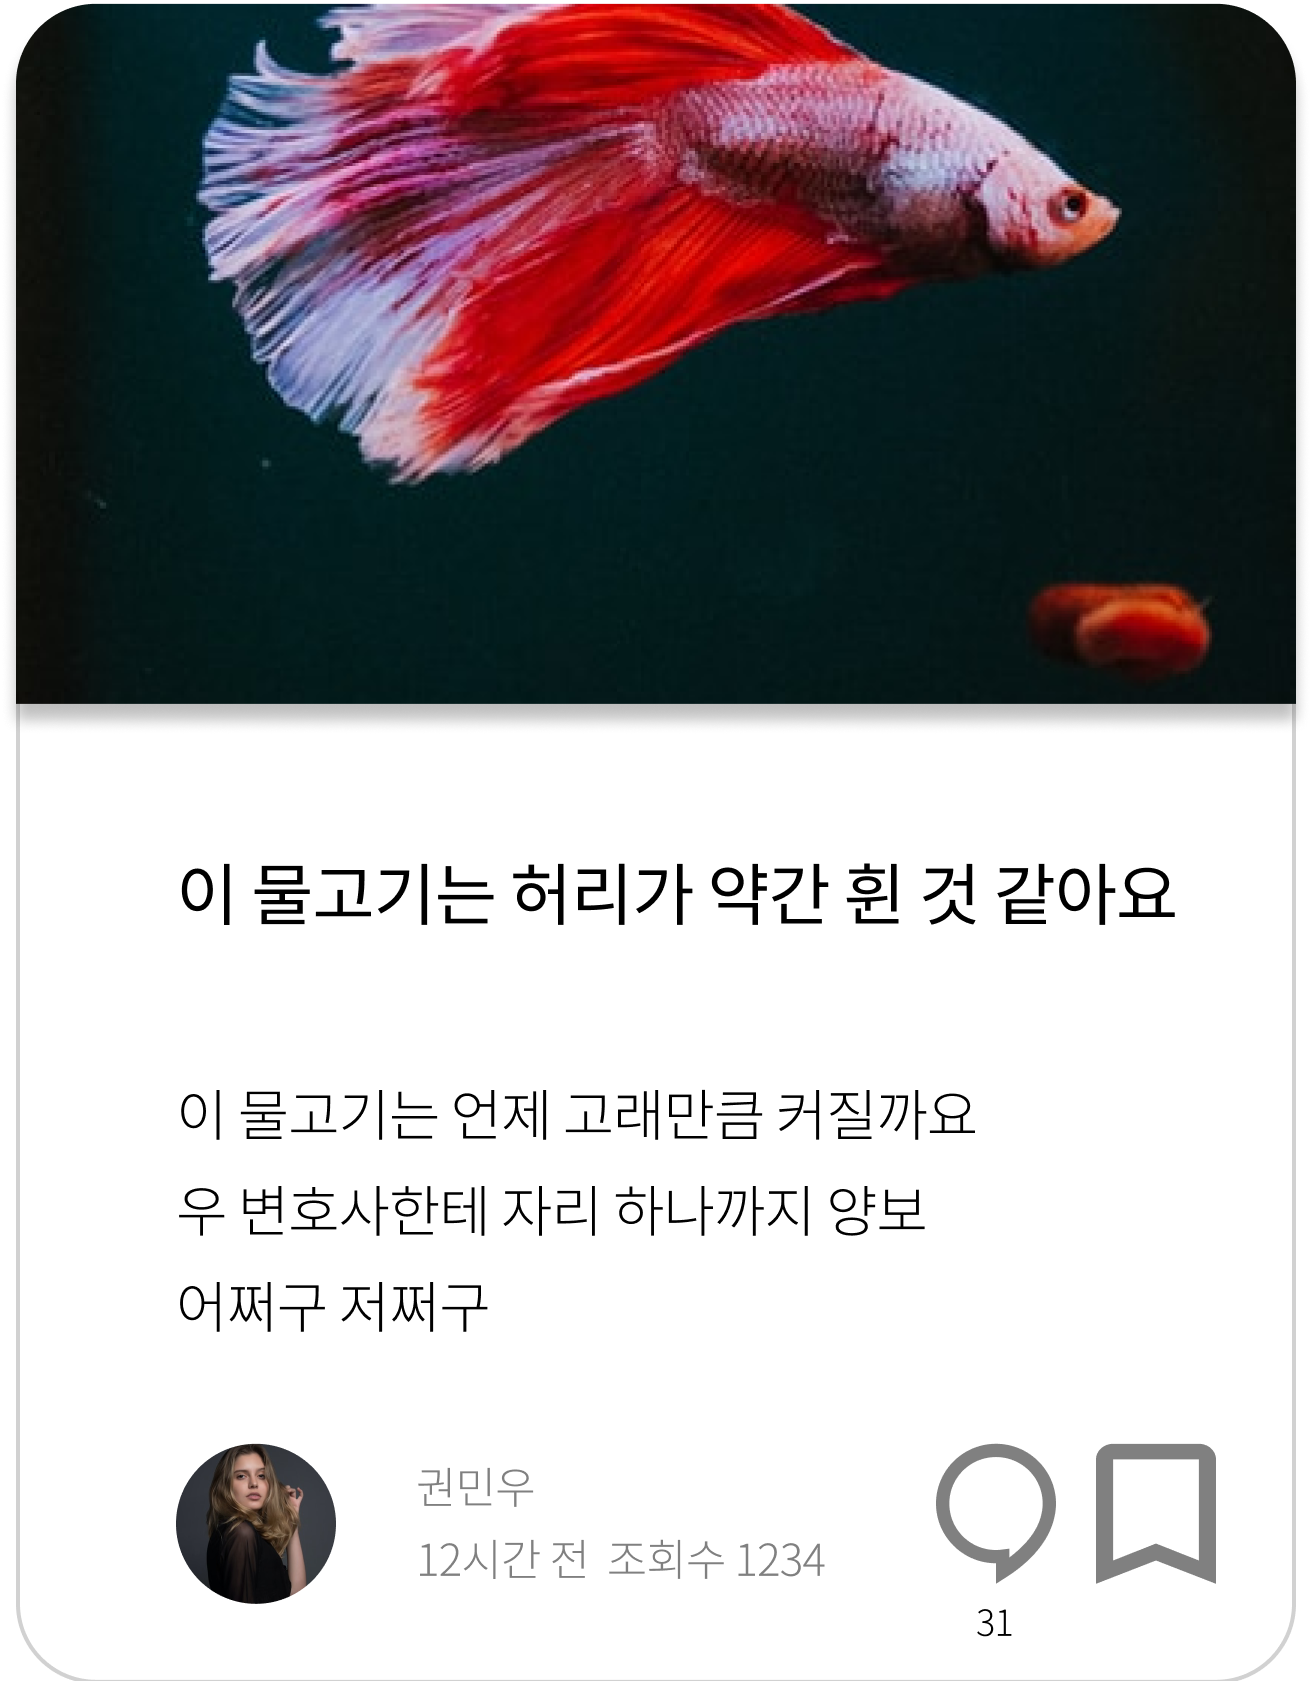 이 물고기는 허리가 약간 휜 것 같아요
이 물고기는 언제 고래만큼 커질까요
우 변호사한테 자리 하나까지 양보
어쩌구 저쩌구
권민우
12시간 전 조회수 1234
31